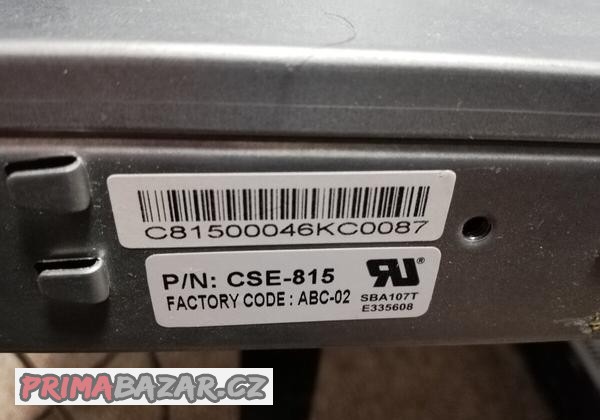 C81500046KC0087
P/N: CSE-815
FACTORY CODE : ABC-02
SBA107T
E335608
PRIMABAZAR.CZ